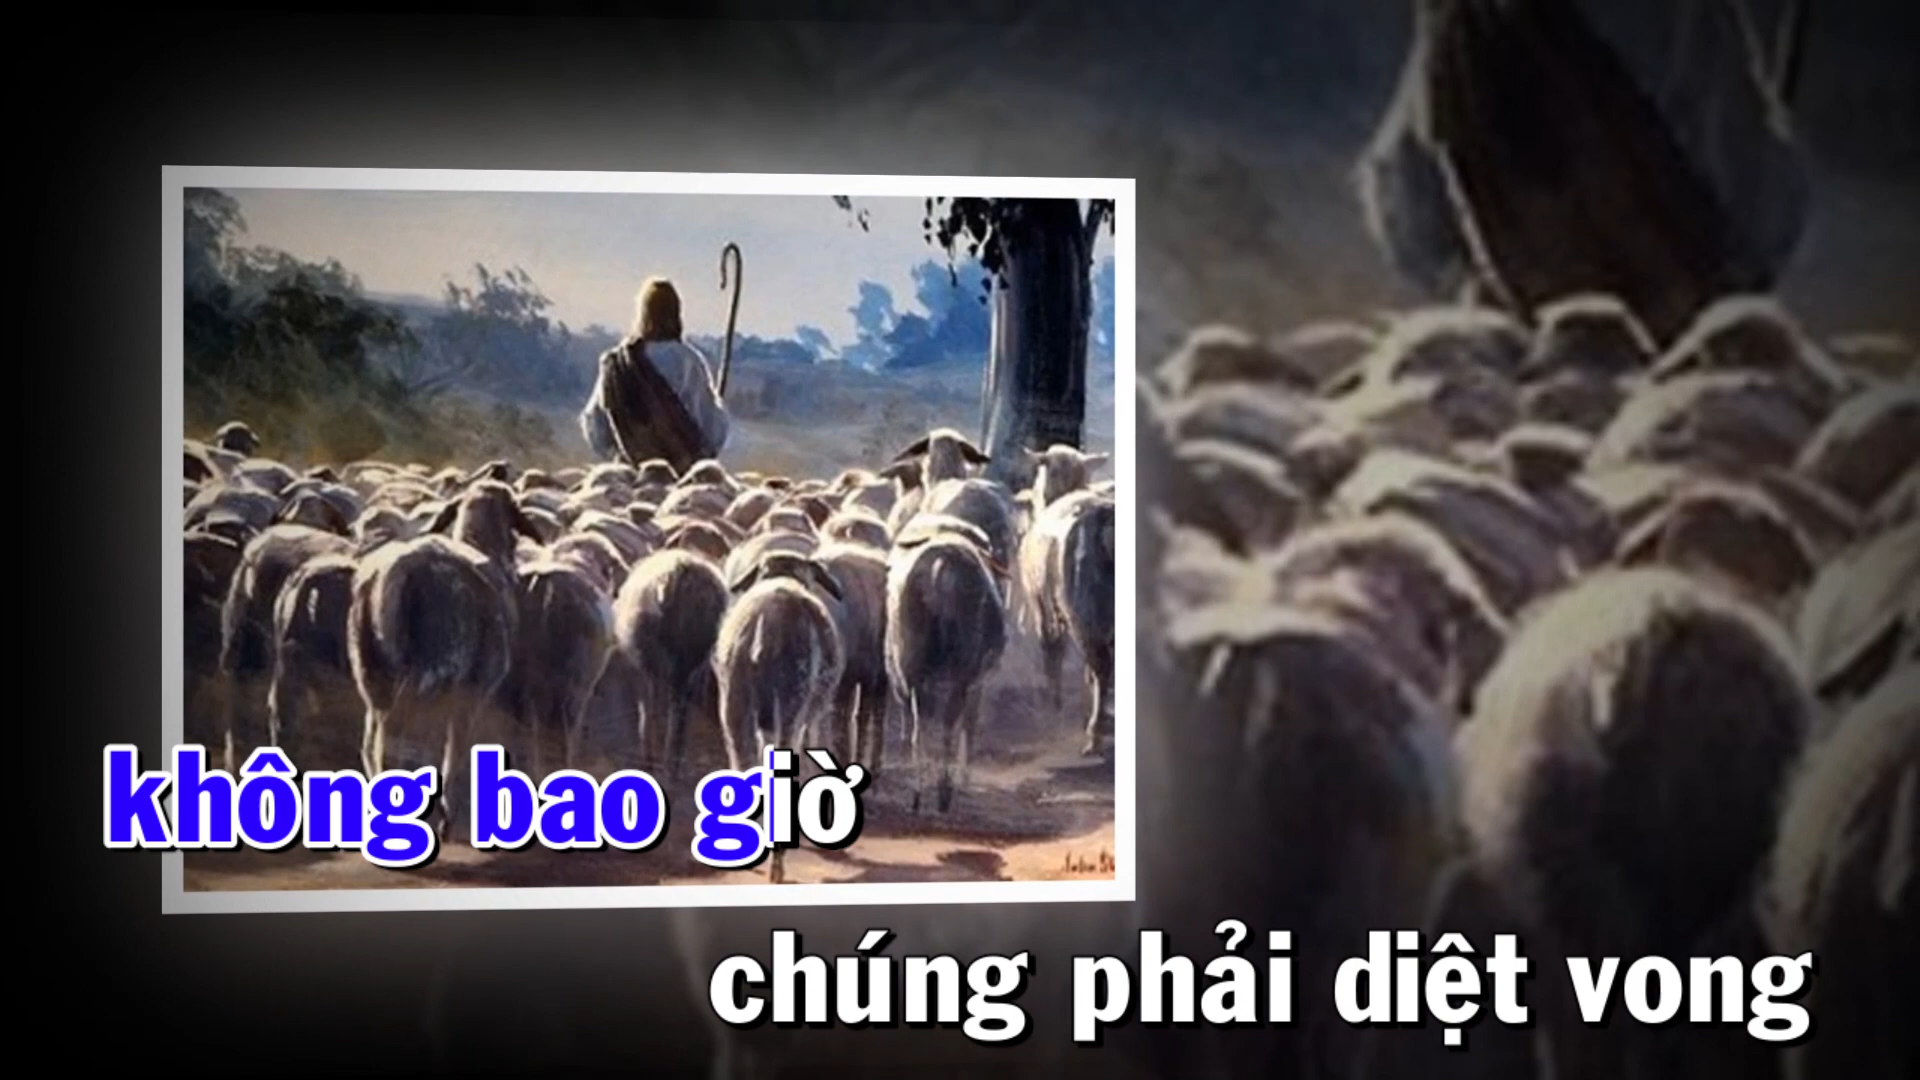 không bao giờ
chúng phải diệt vong